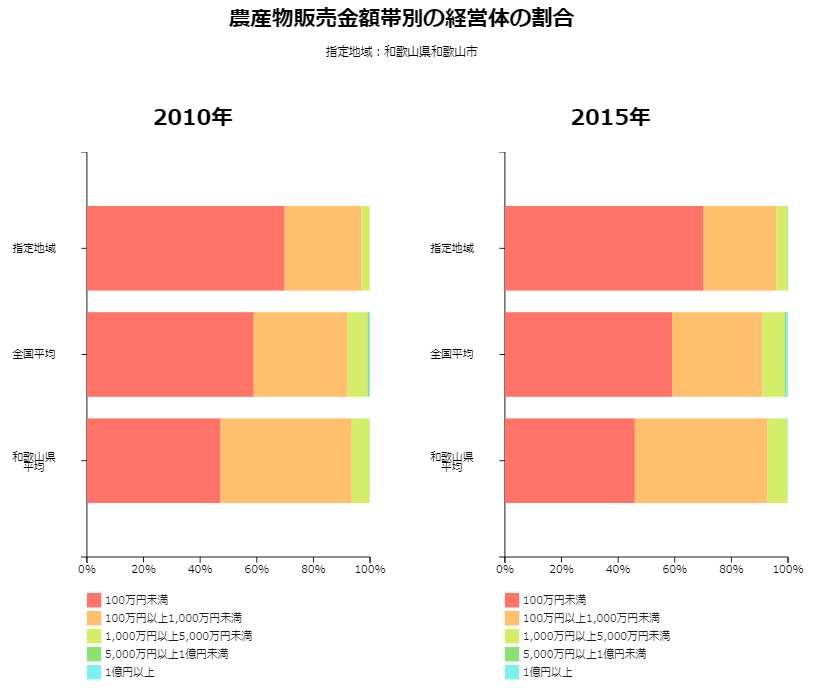 農産物販売金額帯別の経営体の割合
指定地域：和歌山県和歌山市
2010年
指定地域
全国平均
和歌山県
平均
0% 20% 40% 60% 80% 100%
100万円未満
100万円以上1,000万円未満
1,000万円以上5,000万円未満
5,000万円以上1億円未満
1億円以上
2015年
指定地域
全国平均
和歌山県
平均
0% 20% 40% 60% 80% 100%
100万円未満
100万円以上1,000万円未満
1,000万円以上5,000万円未満
5,000万円以上1億円未満
1億円以上